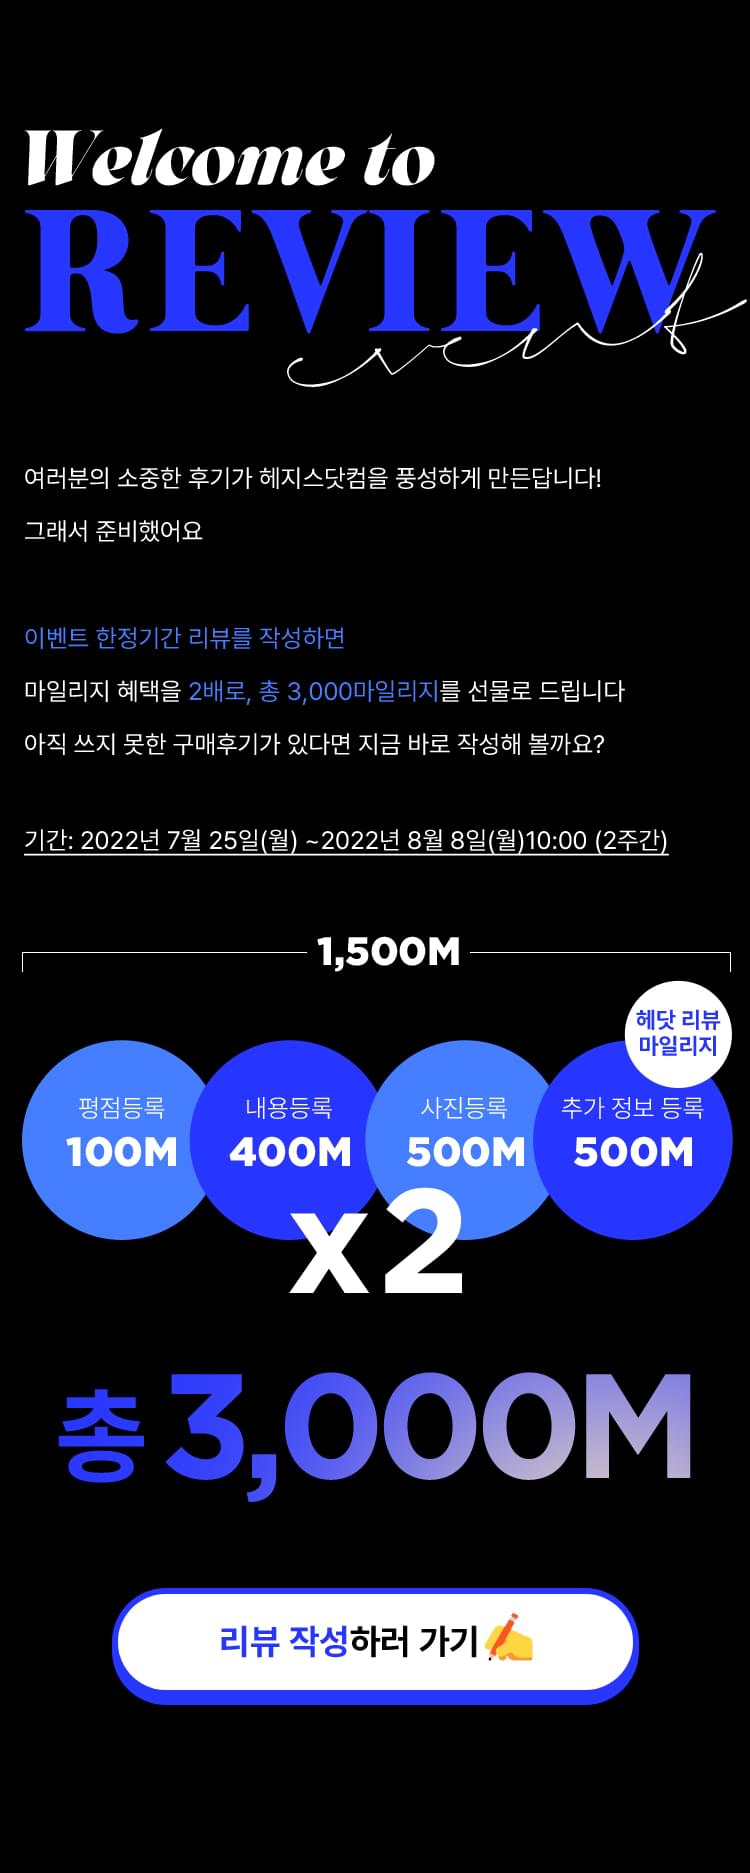 Welcome to
REVIEW
event
여러분의 소중한 후기가 헤지스닷컴을 풍성하게 만든답니다!
그래서 준비했어요
이벤트 한정기간 리뷰를 작성하면
마일리지 혜택을 2배로, 총 3,000마일리지를 선물로 드립니다
아직 쓰지 못한 구매후기가 있다면 지금 바로 작성해 볼까요?
기간: 2022년 7월 25일(월) ~2022년 8월 8일(월)10:00 (2주간)
1,500M
헤닷 리뷰
마일리지
평점등록 내용등록 사진등록 추가 정보 등록
100M 400M 500M 500M
x2
총 3,000M
리뷰 작성하러 가기